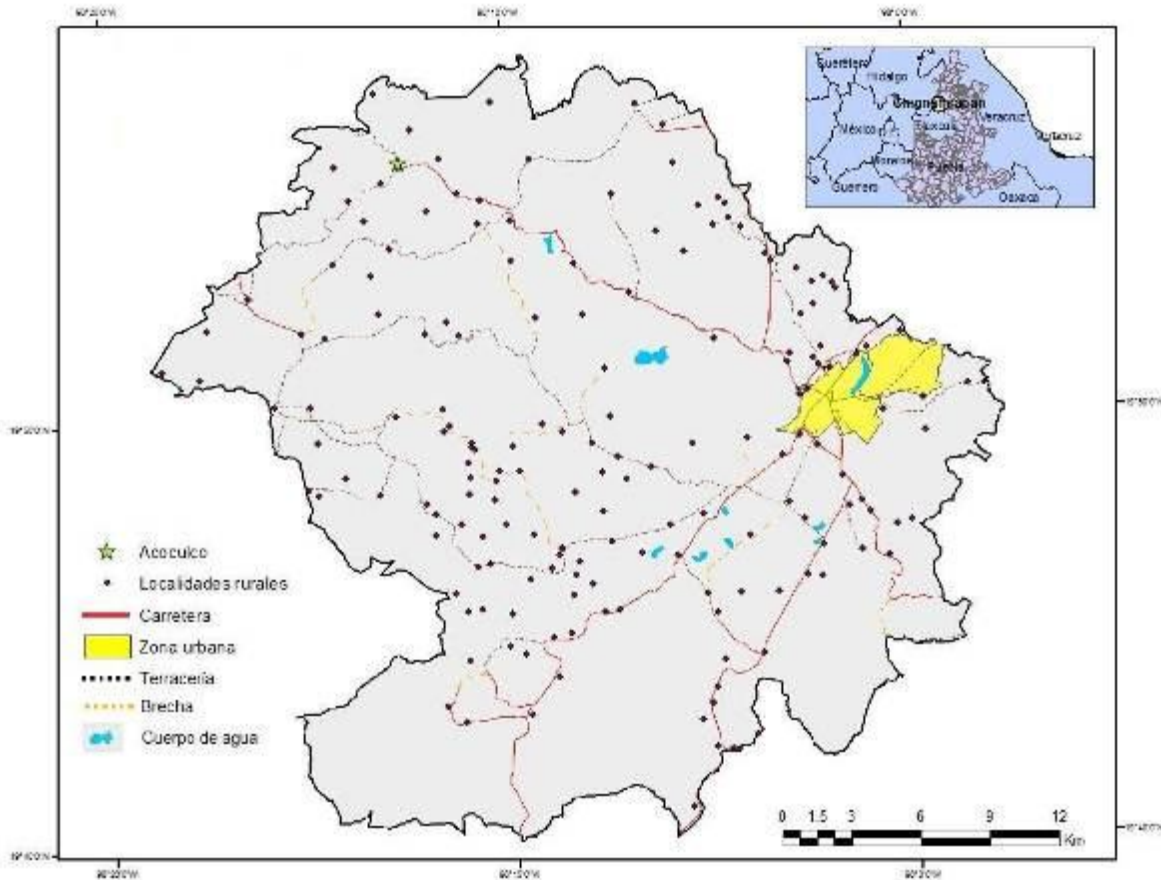 Querétaro
Hidalgo
Chignahuapan
México
Tlaxcala
Veracruz
Veracruz
Morelos
Puebla
Guerrero
Oaxaca
Acoculco
Localidades rurales
Carretera
Zona urbana
Terracería
Brecha
Cuerpo de agua
0 1.5 3 6 9 12
Km